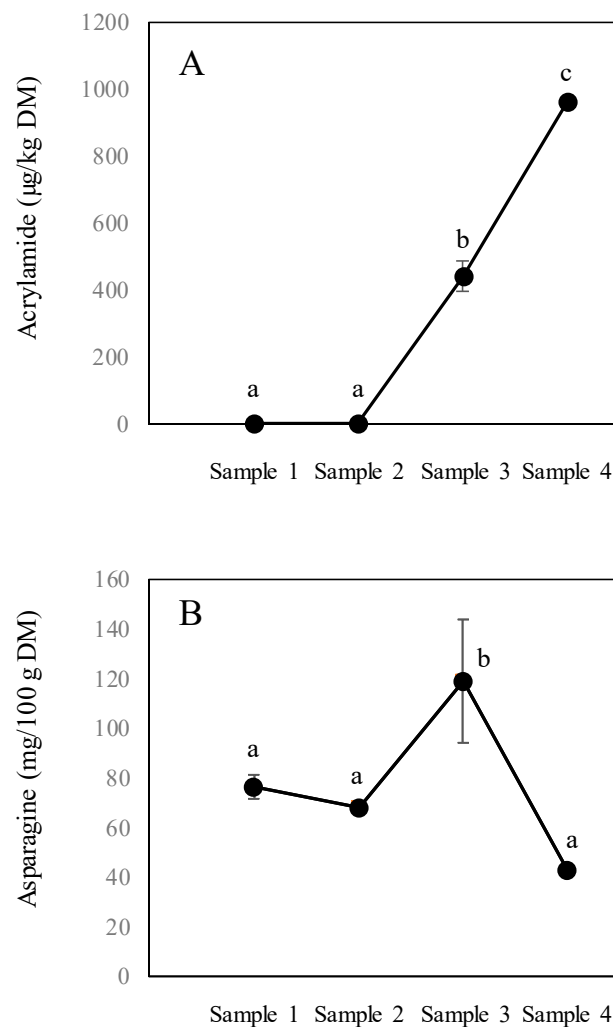 1200
A
c
1000
800
600
b
400
200
a a
0
Acrylamide (µg/kg DM)
Sample 1 Sample 2 Sample 3 Sample 4
160
B
140
b
120
100
a a
80
60
a
40
20
0
Asparagine (mg/100 g DM)
Sample 1 Sample 2 Sample 3 Sample 4